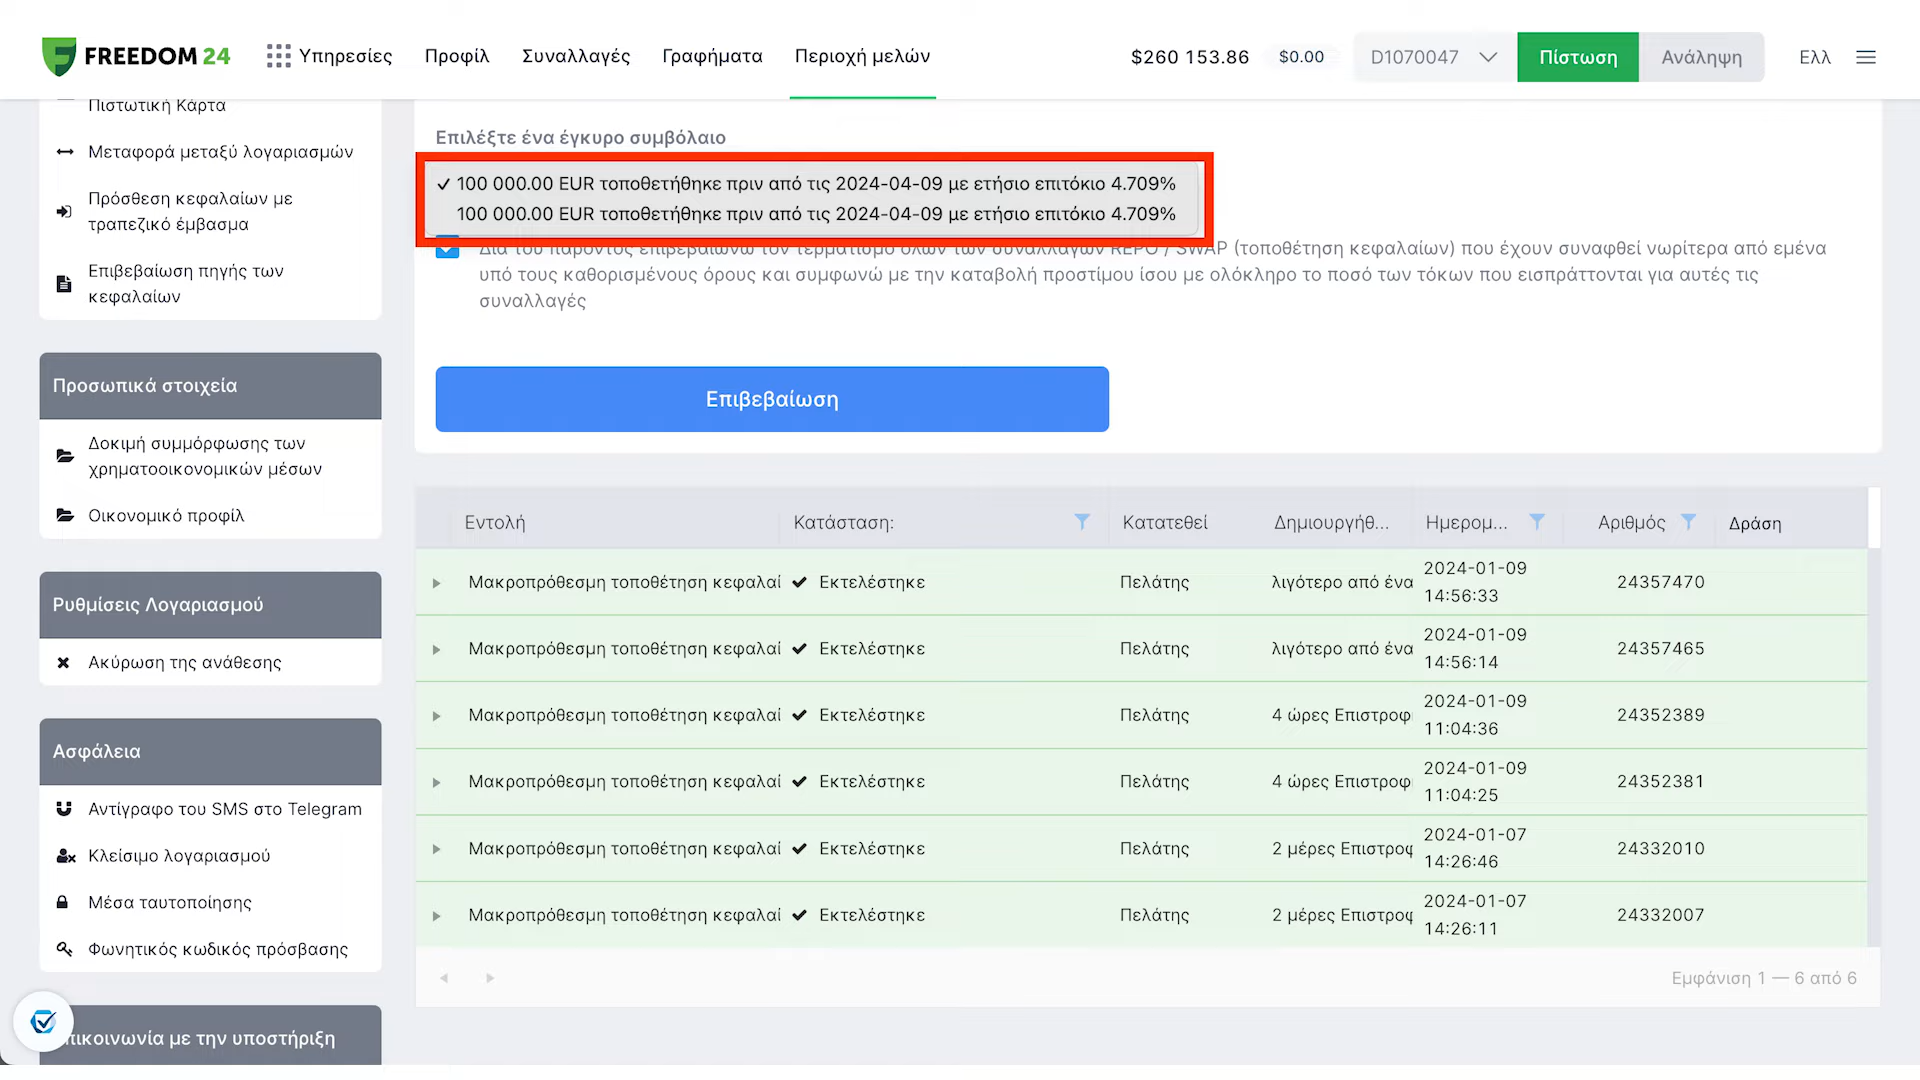 FREEDOM 24
Υπηρεσίες
Προφίλ
Συναλλαγές
Γραφήματα
Περιοχή μελών
$260 153.86
$0.00
D1070047
Πίστωση
Ανάληψη
Ελλ
Πιστωτική Κάρτα
Μεταφορά μεταξύ λογαριασμών
Πρόσθεση κεφαλαίων με
τραπεζικό έμβασμα
Επιβεβαίωση πηγής των
κεφαλαίων
Προσωπικά στοιχεία
Δοκιμή συμμόρφωσης των
χρηματοοικονομικών μέσων
Οικονομικό προφίλ
Ρυθμίσεις Λογαριασμού
Ακύρωση της ανάθεσης
Ασφάλεια
Αντίγραφο του SMS στο Telegram
Κλείσιμο λογαριασμού
Μέσα ταυτοποίησης
Φωνητικός κωδικός πρόσβασης
πικοινωνία με την υποστήριξη
Επιλέξτε ένα έγκυρο συμβόλαιο
100 000.00 EUR τοποθετήθηκε πριν από τις 2024-04-09 με ετήσιο επιτόκιο 4.709%
100 000.00 EUR τοποθετήθηκε πριν από τις 2024-04-09 με ετήσιο επιτόκιο 4.709%
Διά του παρόντος επιβεβαιώνω τον τερματισμό όλων των συναλλαγών REPO / SWAP (τοποθέτηση κεφαλαίων) που έχουν συναφθεί νωρίτερα από εμένα
υπό τους καθορισμένους όρους και συμφωνώ με την καταβολή προστίμου ίσου με ολόκληρο το ποσό των τόκων που εισπράττονται για αυτές τις
συναλλαγές
Επιβεβαίωση
Εντολή Κατάσταση: Κατατεθεί Δημιουργήθ... Ημερομ... Αριθμός Δράση
Μακροπρόθεσμη τοποθέτηση κεφαλαί Εκτελέστηκε Πελάτης λιγότερο από ένα 2024-01-09
14:56:33 24357470
Μακροπρόθεσμη τοποθέτηση κεφαλαί Εκτελέστηκε Πελάτης λιγότερο από ένα 2024-01-09
14:56:14 24357465
Μακροπρόθεσμη τοποθέτηση κεφαλαί Εκτελέστηκε Πελάτης 4 ώρες Επιστροφ 2024-01-09
11:04:36 24352389
Μακροπρόθεσμη τοποθέτηση κεφαλαί Εκτελέστηκε Πελάτης 4 ώρες Επιστροφ 2024-01-09
11:04:25 24352381
Μακροπρόθεσμη τοποθέτηση κεφαλαί Εκτελέστηκε Πελάτης 2 μέρες Επιστροφ 2024-01-07
14:26:46 24332010
Μακροπρόθεσμη τοποθέτηση κεφαλαί Εκτελέστηκε Πελάτης 2 μέρες Επιστροφ 2024-01-07
14:26:11 24332007
Εμφάνιση 1 — 6 από 6